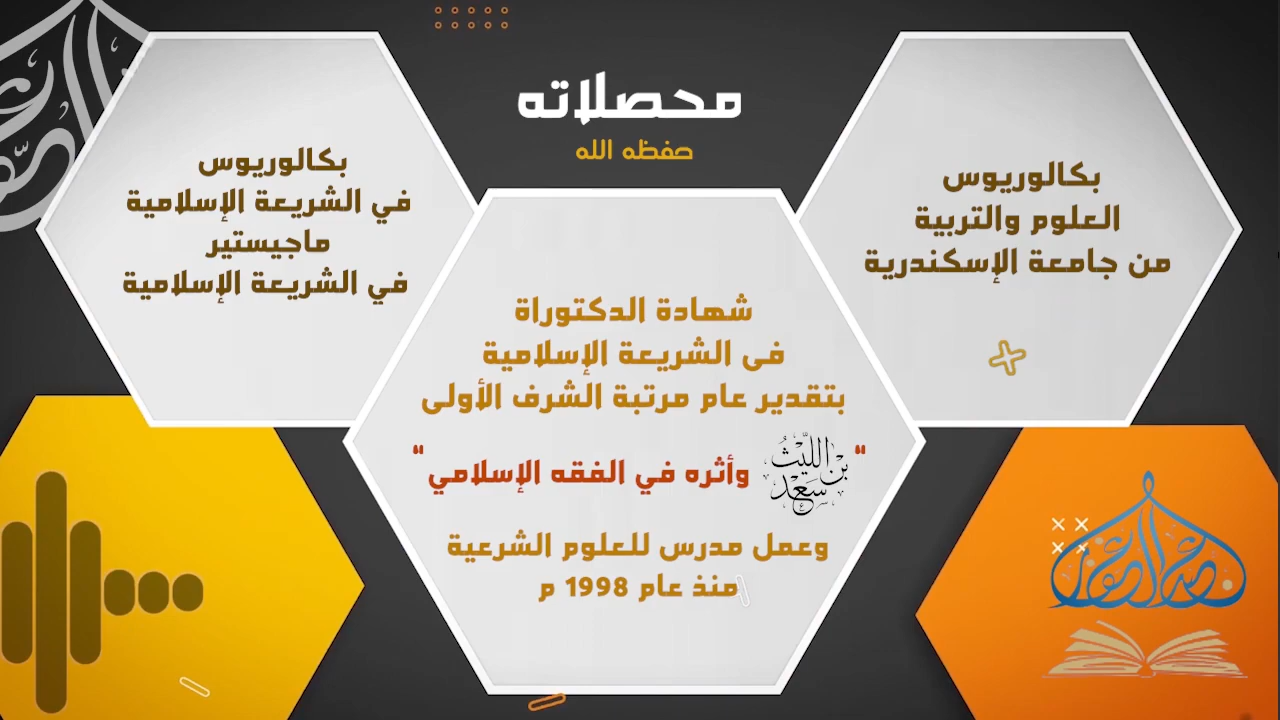 محصلاته
حفظه الله
بكالوريوس
العلوم والتربية
من جامعة الإسكندرية
بكالوريوس
في الشريعة الإسلامية
ماجيستير
في الشريعة الإسلامية
شهادة الدكتوراة
فى الشريعة الإسلامية
بتقدير عام مرتبة الشرف الأولى
"الليث بن سعد وأثره في الفقه الإسلامي"
وعمل مدرس للعلوم الشرعية
منذ عام 1998 م